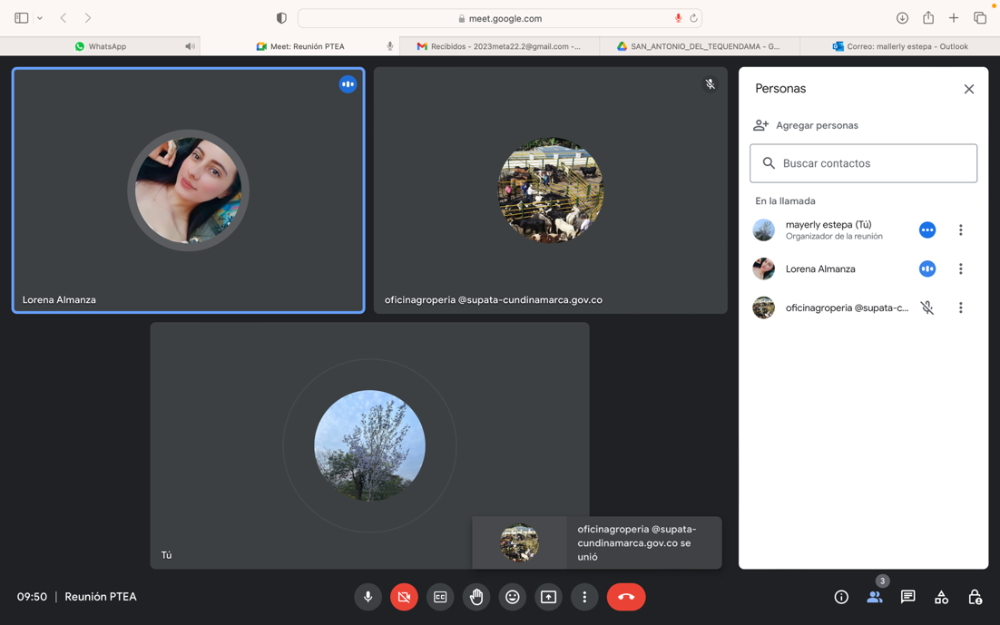 meet.google.com
WhatsApp
Meet: Reunión PTEA
Recibidos - 2023meta22.2@gmail.com -...
SAN_ANTONIO_DEL_TEQUENDAMA - G...
Correo: mallerly estepa - Outlook
Lorena Almanza
oficinagroperia @supata-cundinamarca.gov.co
Tú
oficinagroperia @supata-
cundinamarca.gov.co se
unió
Personas
Agregar personas
Buscar contactos
En la llamada
mayerly estepa (Tú)
Organizador de la reunión
Lorena Almanza
oficinagroperia @supata-c...
09:50 | Reunión PTEA
CC
3